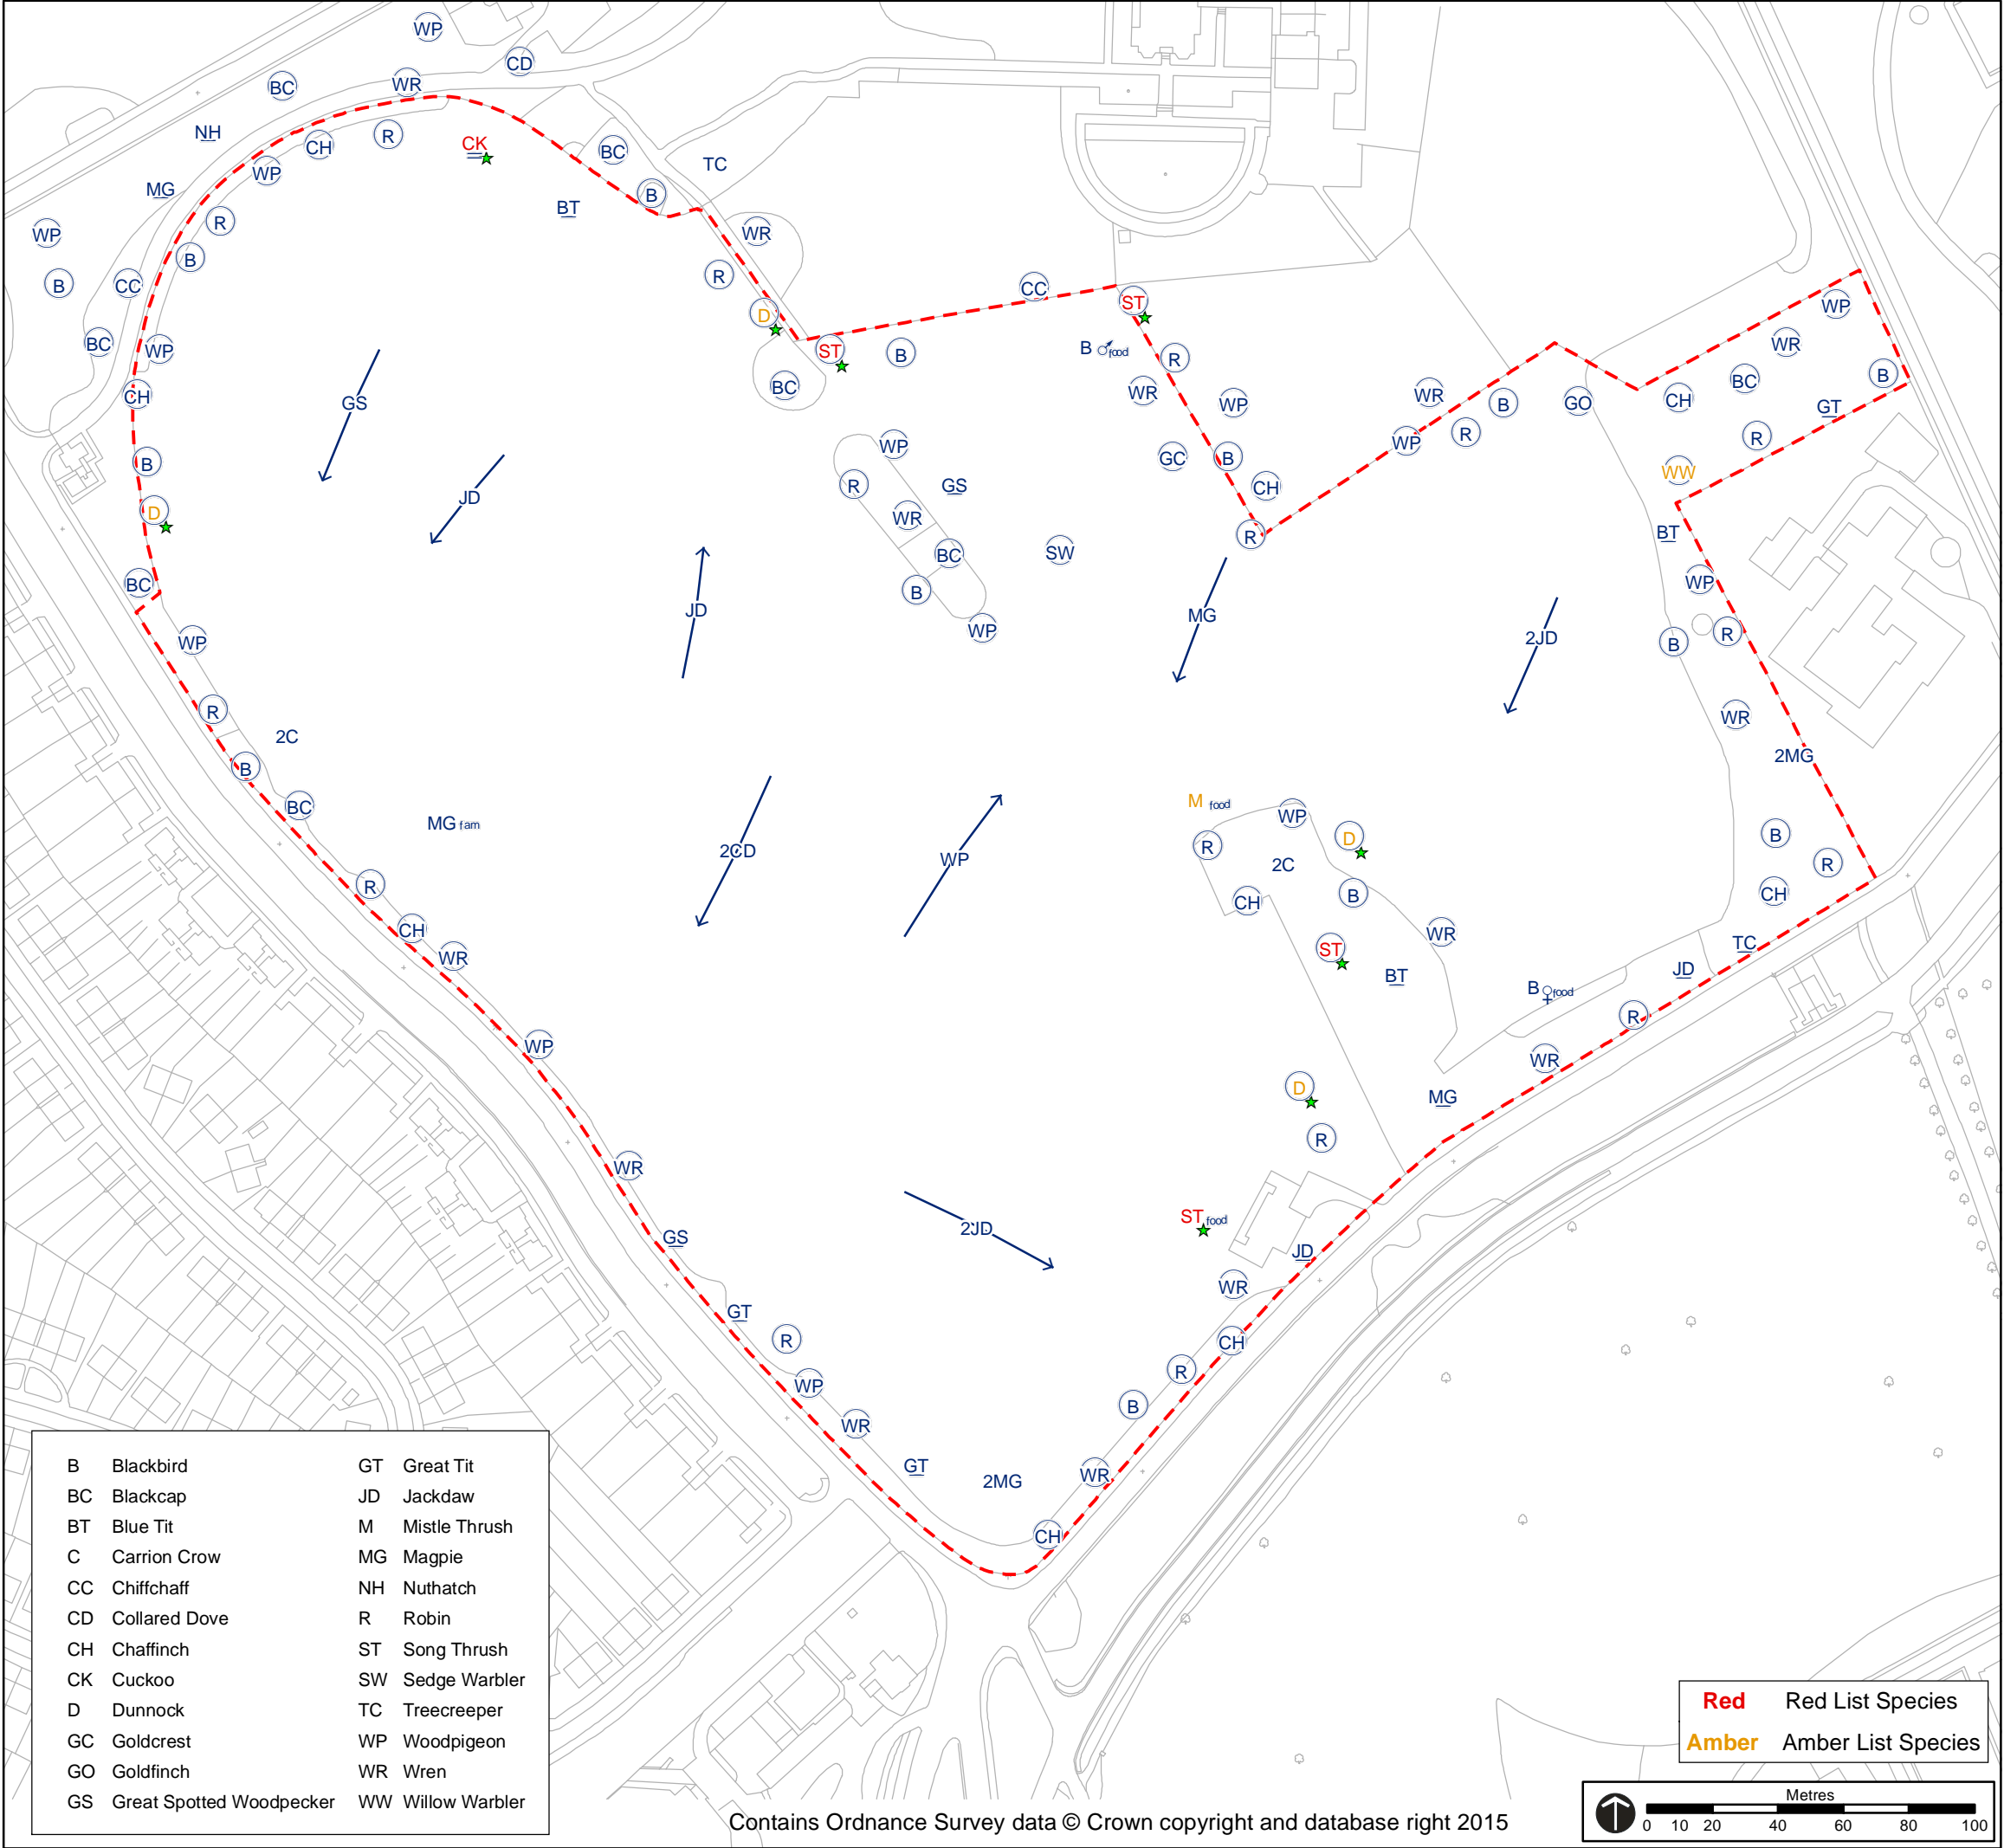 WP
CD
BC
WR
NH
CH
R
CK
BC
TC
WP
MG
BT
B
R
WR
WP
B
R
B
CC
CC
D
ST
WP
BC
WP
ST
B
B ♂food
R
WR
BC
B
CH
GS
BC
WR
WP
WR
B
GO
CH
BC
GT
WP
GC
B
WP
R
R
B
JD
R
GS
CH
WW
D
WR
R
BT
BC
SW
BC
B
WP
JD
WP
MG
2JD
B
R
WP
R
2C
WR
B
2MG
BC
MG fam
M food
WP
D
B
2CD
WP
R
2C
R
R
CH
B
CH
CH
WR
WR
TC
ST
BT
JD
B ♀food
R
WP
WR
D
MG
R
WR
ST food
GS
2JD
JD
WR
GT
R
CH
WP
R
B
WR
GT
2MG
WR
CH
B Blackbird
BC Blackcap
BT Blue Tit
C Carrion Crow
CC Chiffchaff
CD Collared Dove
CH Chaffinch
CK Cuckoo
D Dunnock
GC Goldcrest
GO Goldfinch
GS Great Spotted Woodpecker
GT Great Tit
JD Jackdaw
M Mistle Thrush
MG Magpie
NH Nuthatch
R Robin
ST Song Thrush
SW Sedge Warbler
TC Treecreeper
WP Woodpigeon
WR Wren
WW Willow Warbler
Red Red List Species
Amber Amber List Species
Metres
0 10 20 40 60 80 100
Contains Ordnance Survey data © Crown copyright and database right 2015